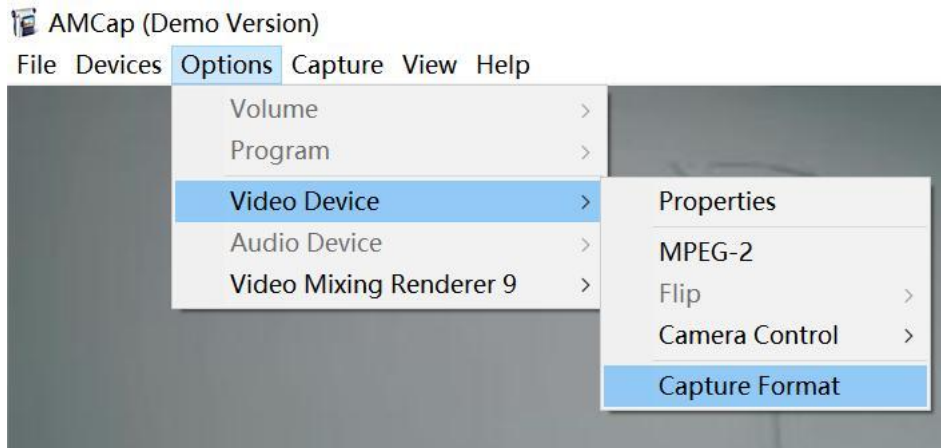 AMCap (Demo Version)
File Devices Options Capture View Help
Volume
Program
Video Device
Audio Device
Video Mixing Renderer 9
Properties
MPEG-2
Flip
Camera Control
Capture Format